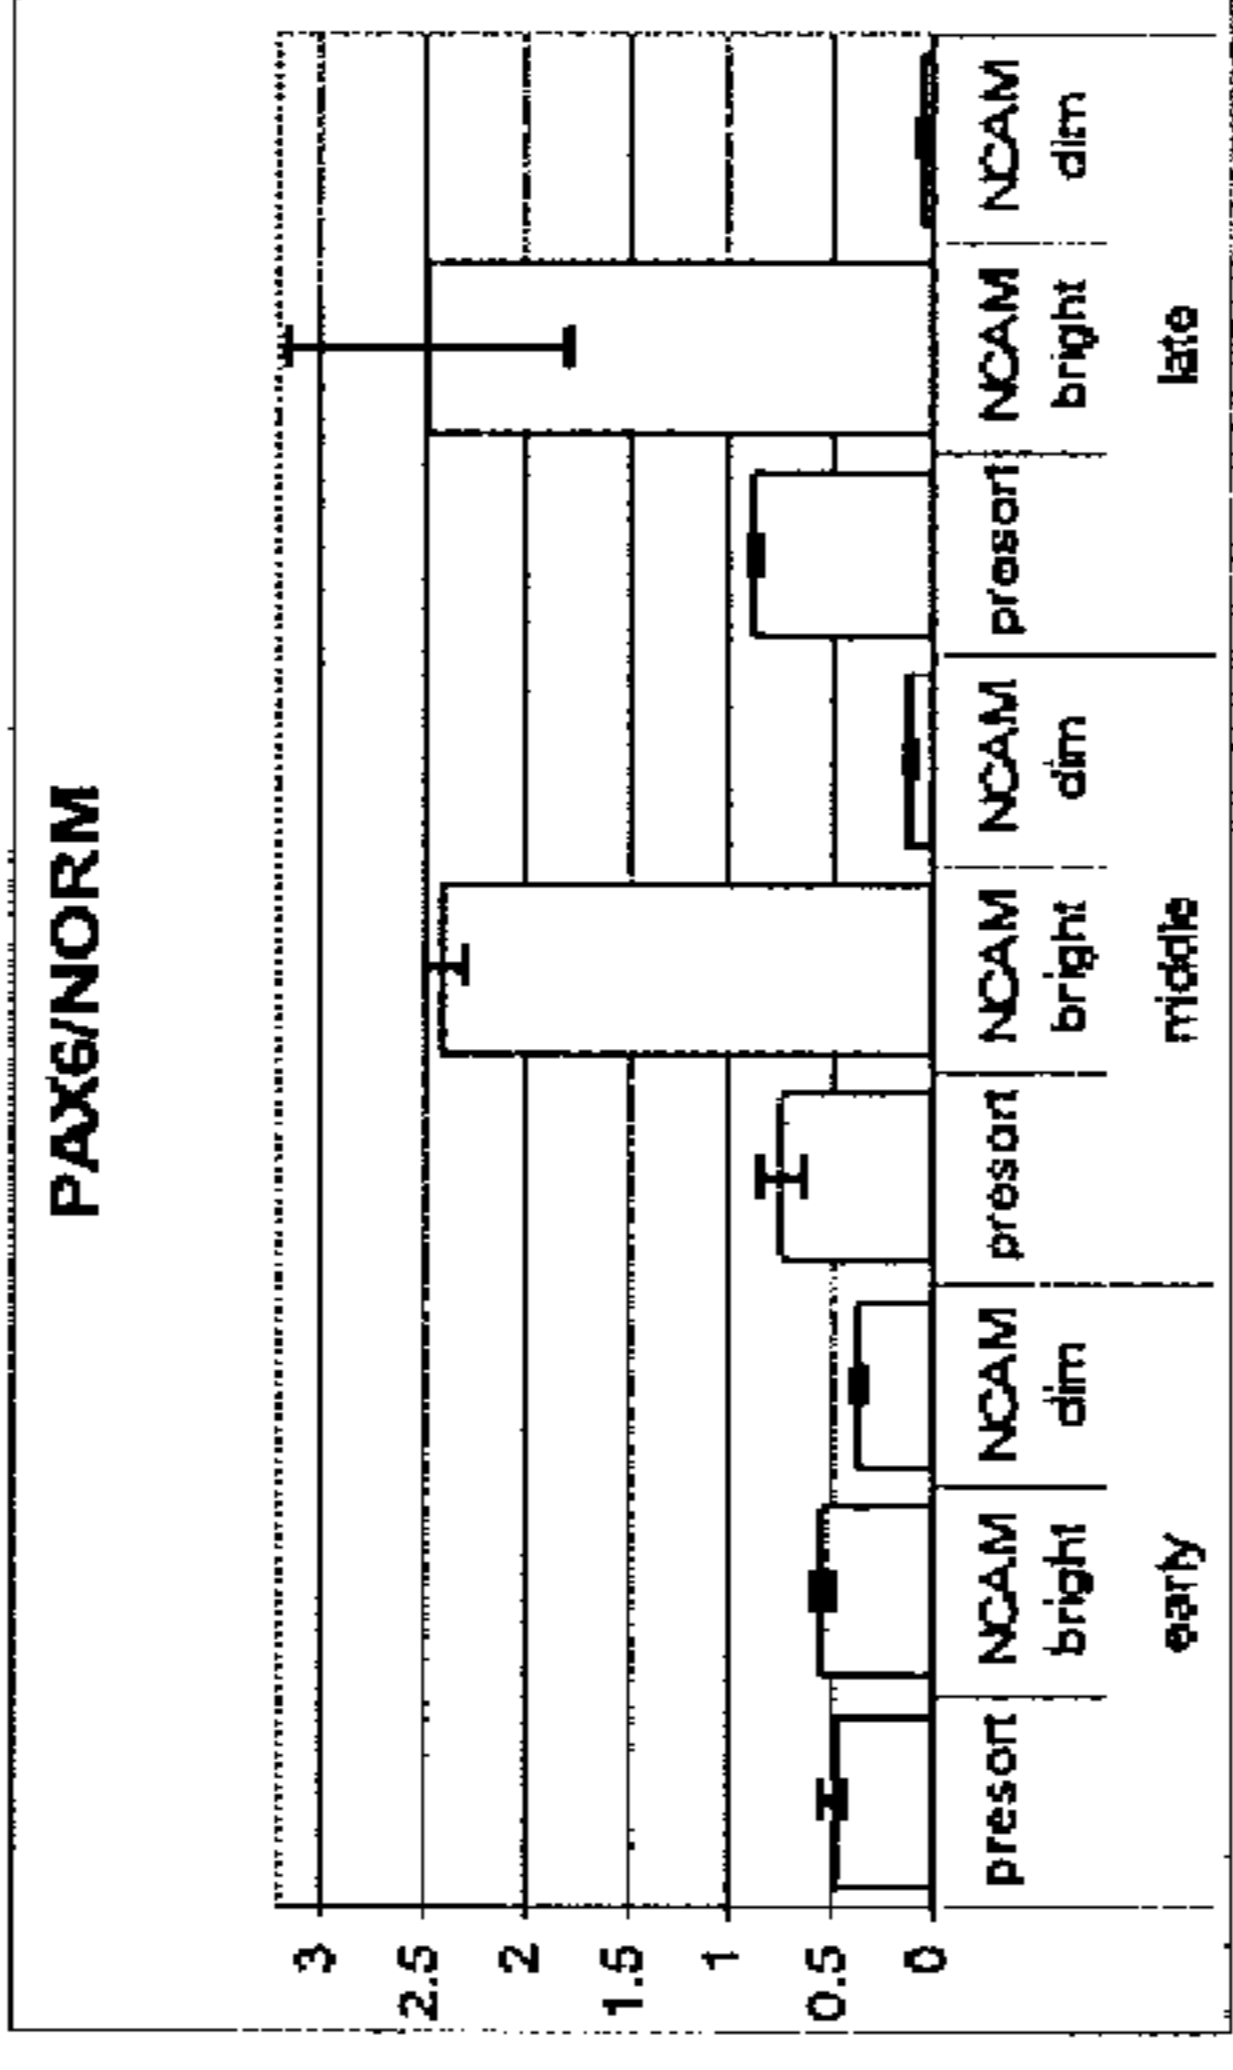 PAX6/NORM
3
2.5
2
1.5
1
0.5
0
presort NCAM bright NCAM dim presort NCAM bright NCAM dim presort NCAM bright NCAM dim
early middle late